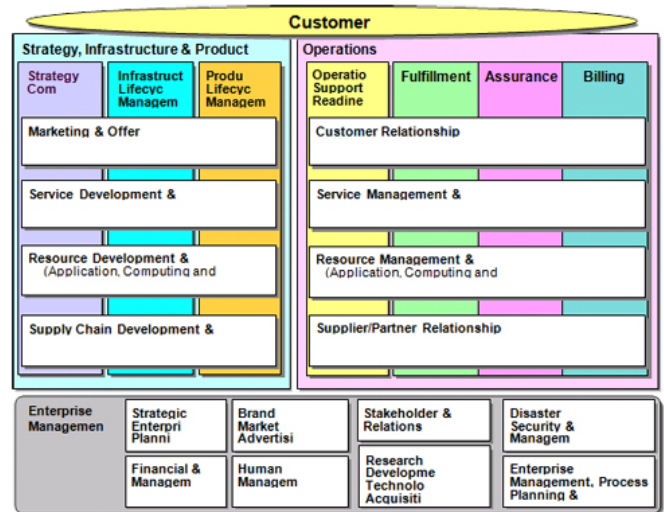 Customer
Strategy, Infrastructure & Product
Operations
Strategy
Com
Infrastruct
Lifecyc
Managem
Produ
Lifecyc
Managem
Operatio
Support
Readine
Fulfillment
Assurance
Billing
Marketing & Offer
Customer Relationship
Service Development &
Service Management &
Resource Development &
(Application, Computing and
Resource Management &
(Application, Computing and
Supply Chain Development &
Supplier/Partner Relationship
Enterprise
Managemen
Strategic
Enterpri
Planni
Brand
Market
Advertisi
Stakeholder &
Relations
Disaster
Security &
Managem
Financial &
Managem
Human
Managem
Research
Developme
Technolo
Acquisiti
Enterprise
Management, Process
Planning &